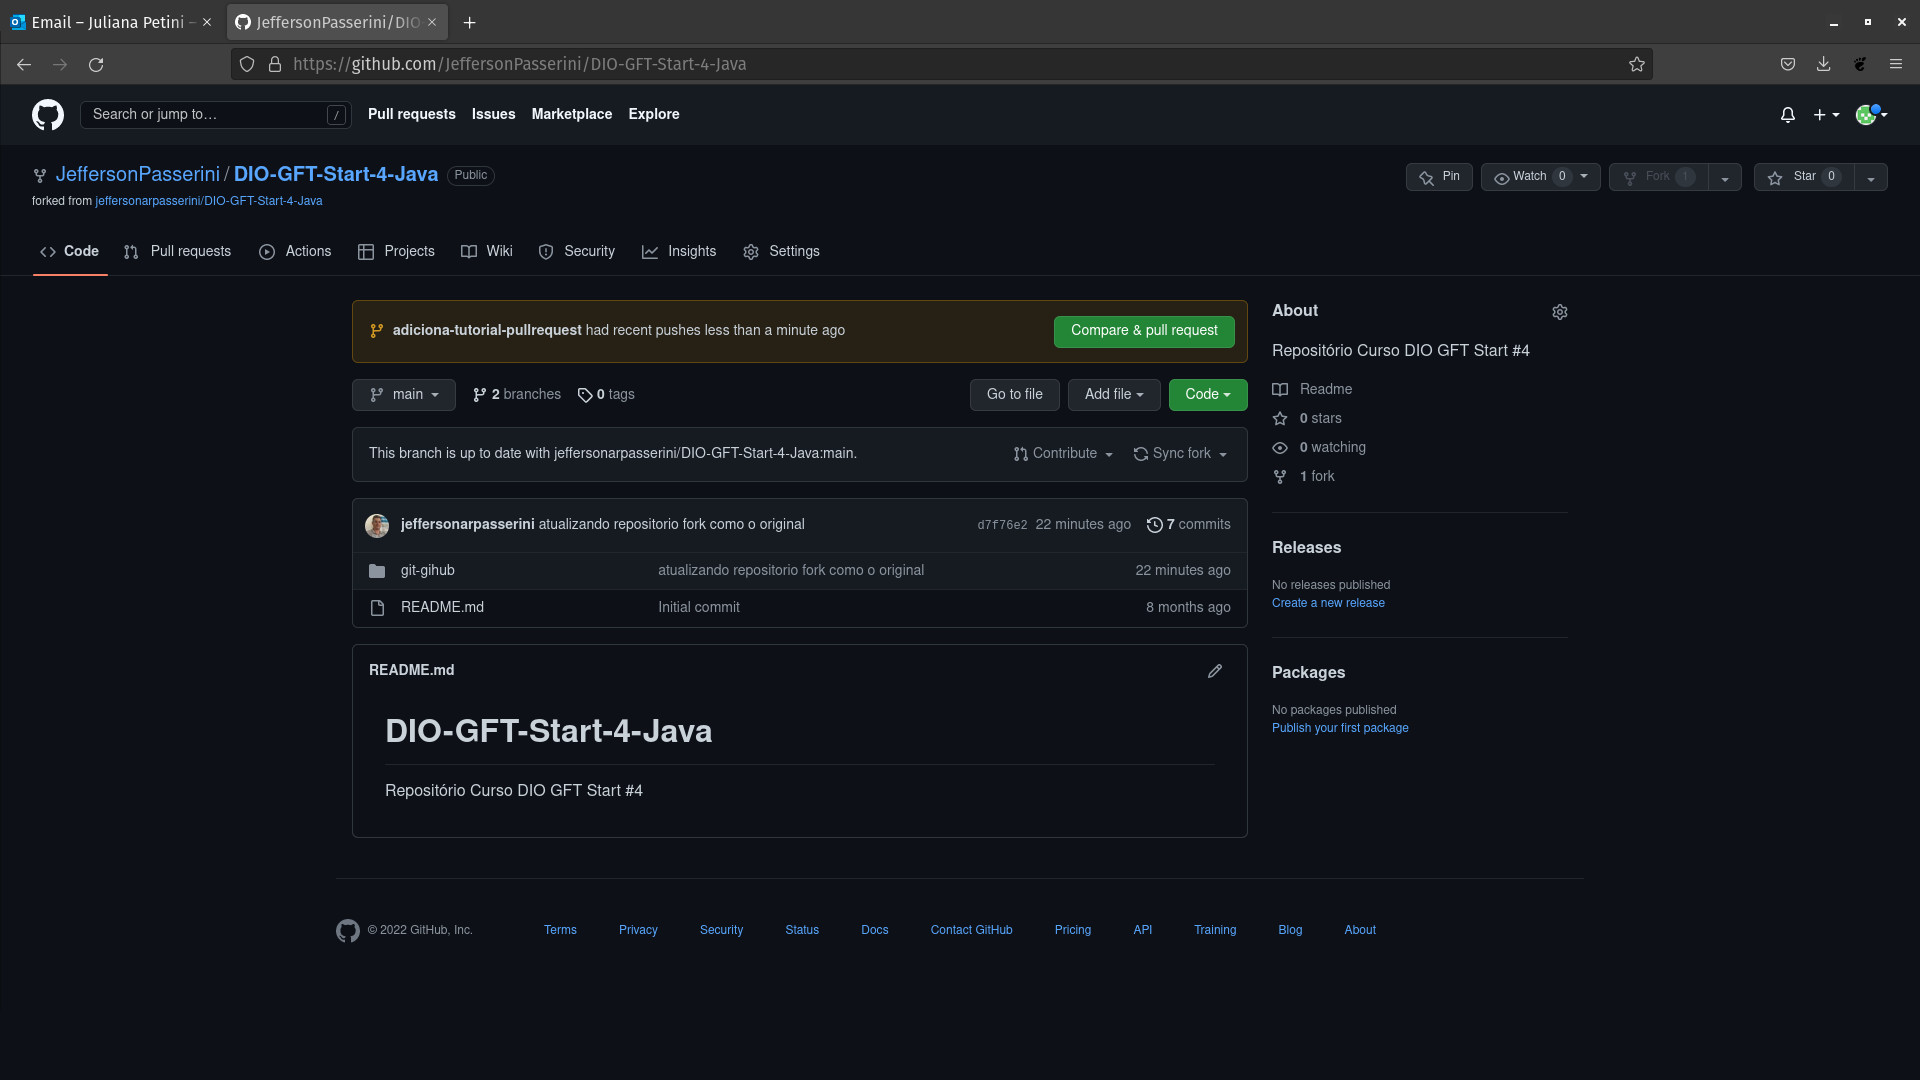 Email – Juliana Petini –
JeffersonPasserini/DIO
https://github.com/JeffersonPasserini/DIO-GFT-Start-4-Java
Search or jump to… /
Pull requests Issues Marketplace Explore
JeffersonPasserini / DIO-GFT-Start-4-Java Public
Pin Watch 0 Fork 1 Star 0
forked from jeffersonarpasserini/DIO-GFT-Start-4-Java
Code Pull requests Actions Projects Wiki Security Insights Settings
adiciona-tutorial-pullrequest had recent pushes less than a minute ago Compare & pull request
main 2 branches 0 tags Go to file Add file Code
This branch is up to date with jeffersonarpasserini/DIO-GFT-Start-4-Java:main. Contribute Sync fork
jeffersonarpasserini atualizando repositorio fork como o original d7f76e2 22 minutes ago 7 commits
git-gihub atualizando repositorio fork como o original 22 minutes ago
README.md Initial commit 8 months ago
README.md
DIO-GFT-Start-4-Java
Repositório Curso DIO GFT Start #4
About
Repositório Curso DIO GFT Start #4
Readme
0 stars
0 watching
1 fork
Releases
No releases published
Create a new release
Packages
No packages published
Publish your first package
© 2022 GitHub, Inc. Terms Privacy Security Status Docs Contact GitHub Pricing API Training Blog About